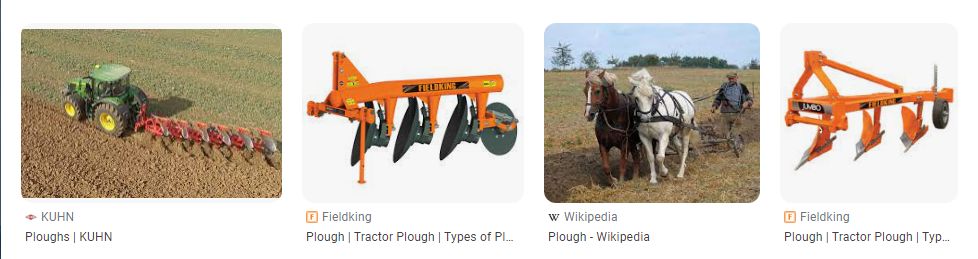 FIELDKING
JUMBO
FIELDKING
KUHN
Fieldking
Wikipedia
Fieldking
Ploughs | KUHN
Plough | Tractor Plough | Types of Pl...
Plough - Wikipedia
Plough | Tractor Plough | Typ...